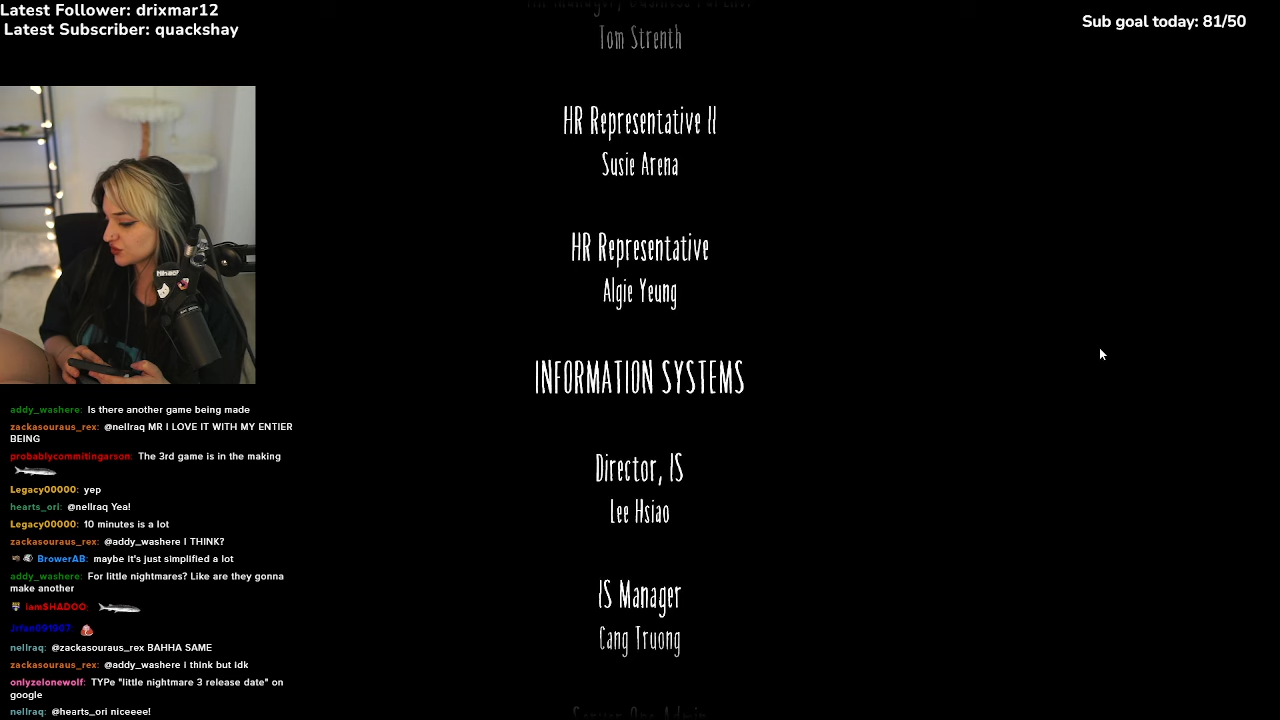 Latest Follower: drixmar12
Latest Subscriber: quackshay
Sub goal today: 81/50
Tom Strenth
HR Representative II
Susie Arena
HR Representative
Algie Yeung
INFORMATION SYSTEMS
Director, IS
Lee Hsiao
IS Manager
Cang Truong
addy_washere: Is there another game being made
zackasouraus_rex: @nellraq MR I LOVE IT WITH MY ENTIER
BEING
probablycommitingarson: The 3rd game is in the making
Legacy00000: yep
hearts_ori: @nellraq Yea!
Legacy00000: 10 minutes is a lot
zackasouraus_rex: @addy_washere I THINK?
BrowerAB: maybe it's just simplified a lot
addy_washere: For little nightmares? Like are they gonna
make another
iamSHADOO:
nellraq: @zackasouraus_rex BAHHA SAME
zackasouraus_rex: @addy_washere i think but idk
onlyzelonewolf: TYPe "little nightmare 3 release date" on
google
nellraq: @hearts_ori niceeee!